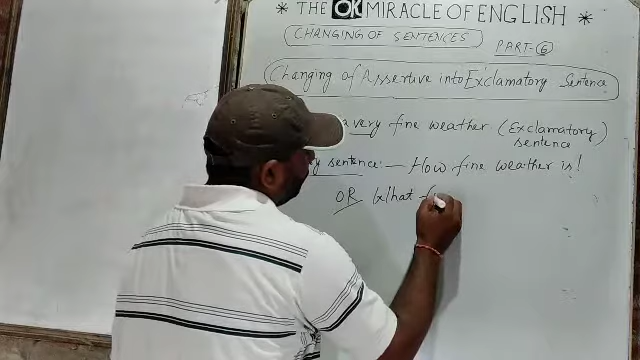 * THE OK MIRACLE OF ENGLISH *
CHANGING OF SENTENCES
PART-6
Changing of Assertive into Exclamatory Sentence
a very fine weather (Exclamatory sentence)
sentence:- How fine weather is!
OR What f